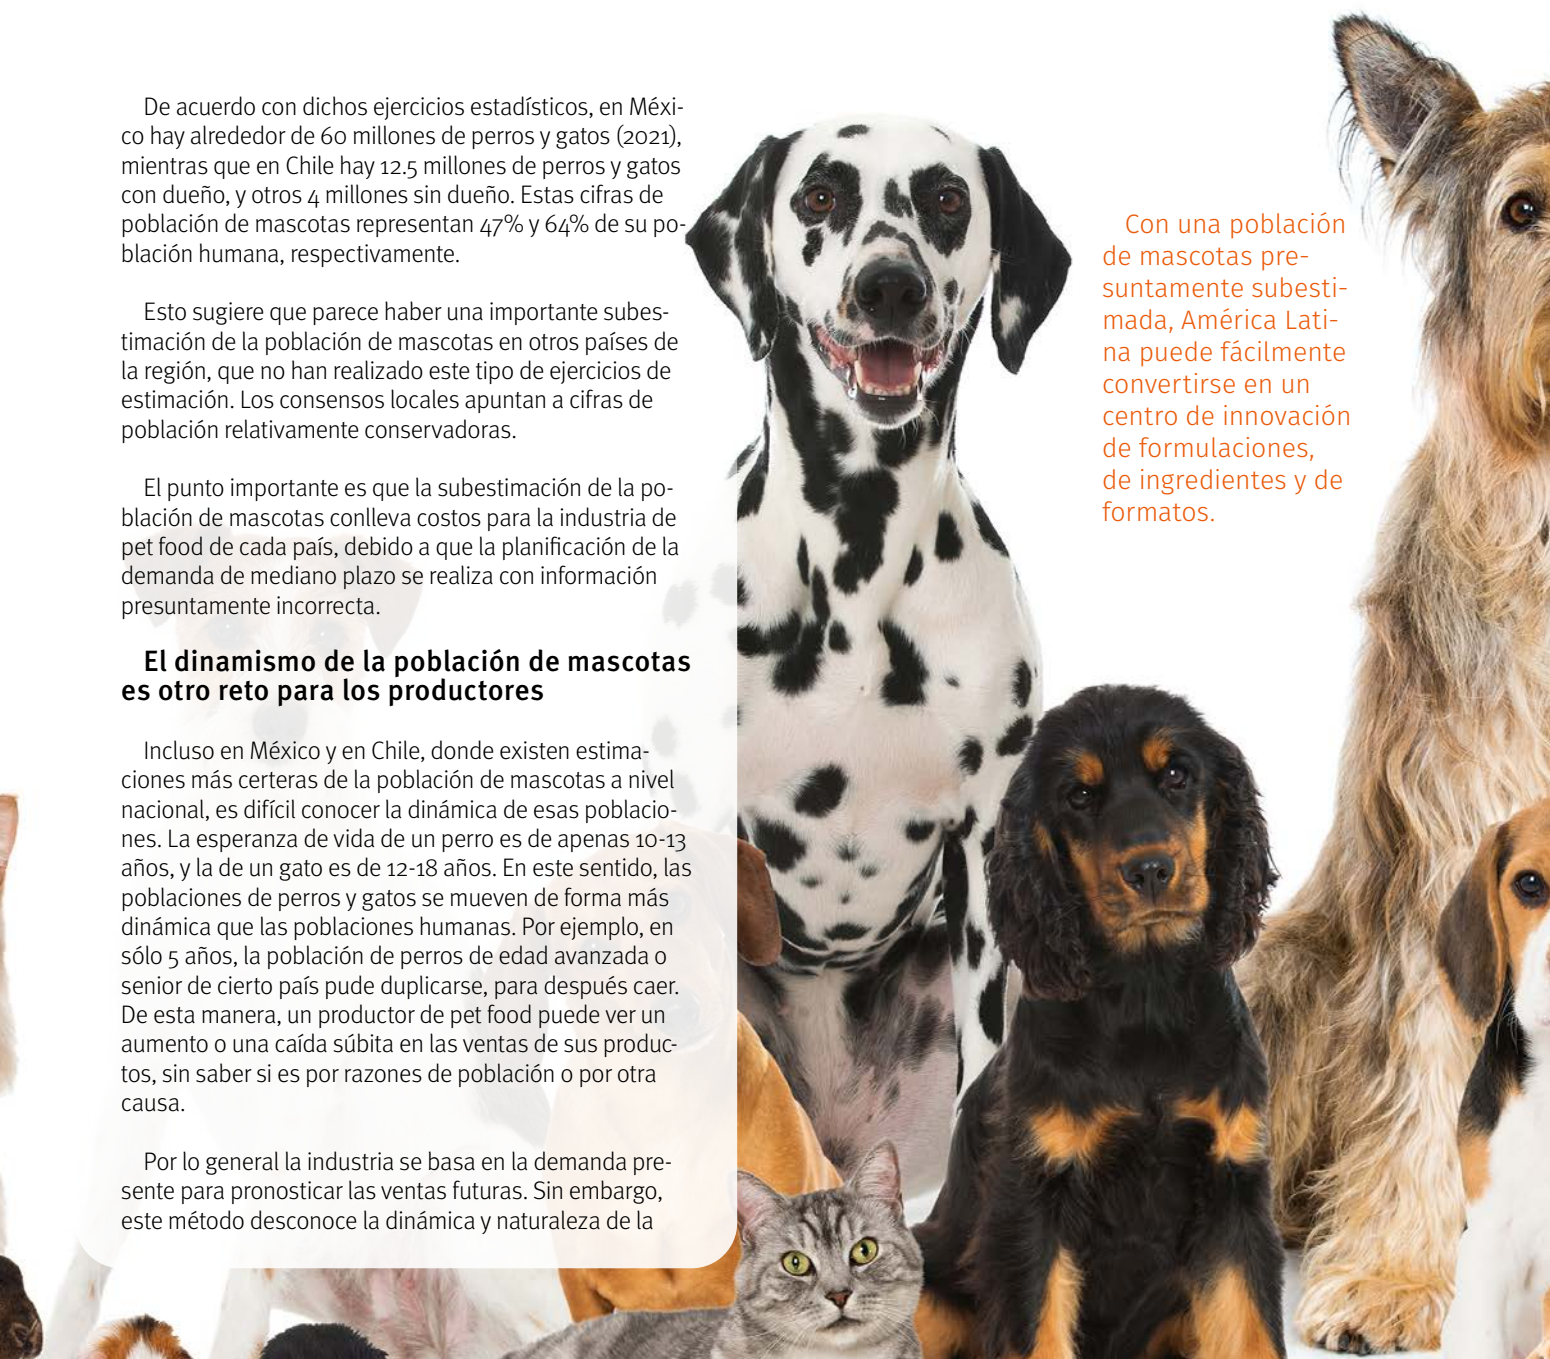 De acuerdo con dichos ejercicios estadísticos, en Méxi-
co hay alrededor de 60 millones de perros y gatos (2021),
mientras que en Chile hay 12.5 millones de perros y gatos
con dueño, y otros 4 millones sin dueño. Estas cifras de
población de mascotas representan 47% y 64% de su po-
blación humana, respectivamente.
Esto sugiere que parece haber una importante subes-
timación de la población de mascotas en otros países de
la región, que no han realizado este tipo de ejercicios de
estimación. Los consensos locales apuntan a cifras de
población relativamente conservadoras.
El punto importante es que la subestimación de la po-
blación de mascotas conlleva costos para la industria de
pet food de cada país, debido a que la planificación de la
demanda de mediano plazo se realiza con información
presuntamente incorrecta.
El dinamismo de la población de mascotas
es otro reto para los productores
Incluso en México y en Chile, donde existen estima-
ciones más certeras de la población de mascotas a nivel
nacional, es difícil conocer la dinámica de esas poblacio-
nes. La esperanza de vida de un perro es de apenas 10-13
años, y la de un gato es de 12-18 años. En este sentido, las
poblaciones de perros y gatos se mueven de forma más
dinámica que las poblaciones humanas. Por ejemplo, en
sólo 5 años, la población de perros de edad avanzada o
senior de cierto país pude duplicarse, para después caer.
De esta manera, un productor de pet food puede ver un
aumento o una caída súbita en las ventas de sus produc-
tos, sin saber si es por razones de población o por otra
causa.
Por lo general la industria se basa en la demanda pre-
sente para pronosticar las ventas futuras. Sin embargo,
este método desconoce la dinámica y naturaleza de la
Con una población
de mascotas pre-
suntamente subesti-
mada, América Lati-
na puede fácilmente
convertirse en un
centro de innovación
de formulaciones,
de ingredientes y de
formatos.